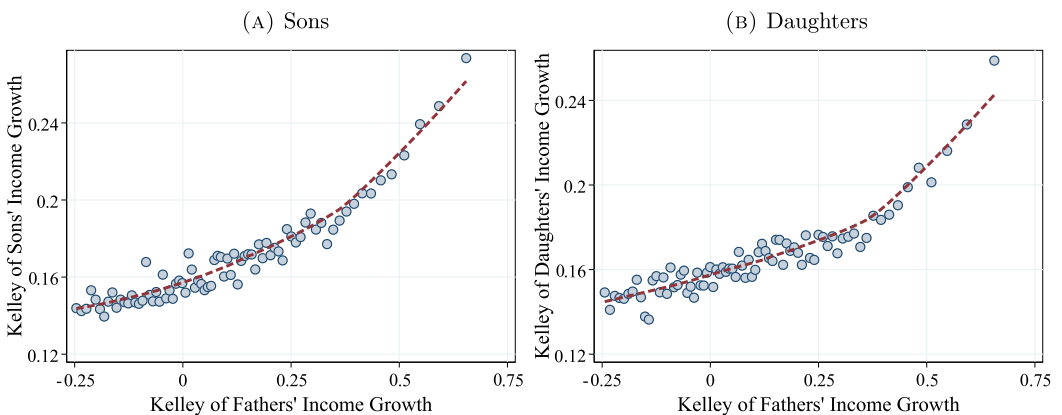 (A) Sons
Kelley of Sons' Income Growth
0.24
0.2
0.16
0.12
-0.25 0 0.25 0.5 0.75
Kelley of Fathers' Income Growth
(B) Daughters
Kelley of Daughters' Income Growth
0.24
0.2
0.16
0.12
-0.25 0 0.25 0.5 0.75
Kelley of Fathers' Income Growth